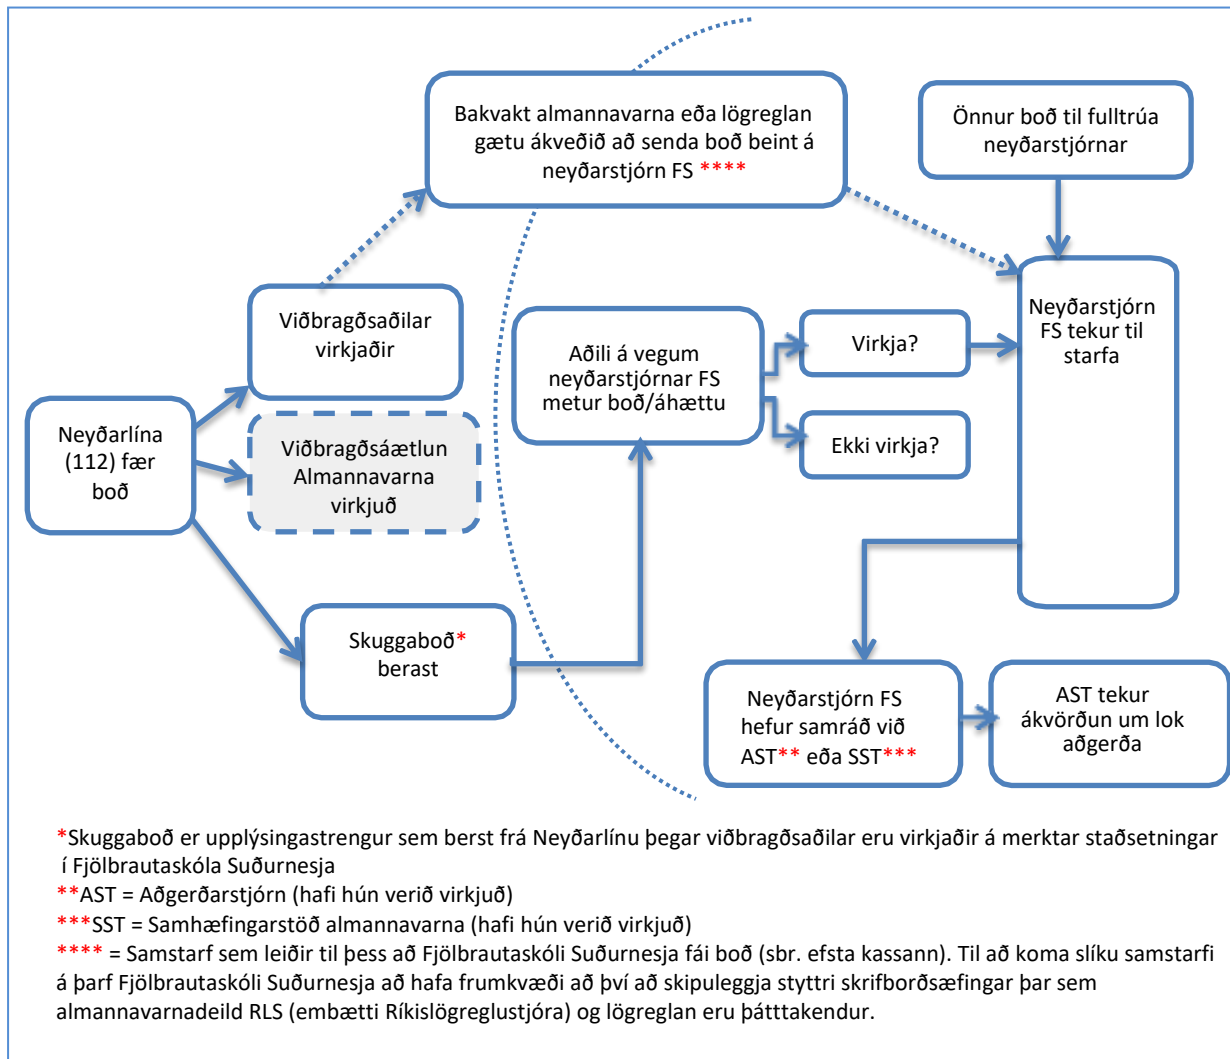 Bakvakt almannavarna eða lögreglan
gætu ákveðið að senda boð beint á
neyðarstjórn FS ****
Önnur boð til fulltrúa
neyðarstjórnar
Viðbragðsaðilar
virkjaðir
Neyðarlína
(112) fær
boð
Viðbragðsáætlun
Almannavarna
virkjuð
Skuggaboð*
berast
Aðili á vegum
neyðarstjórnar FS
metur boð/áhættu
Virkja?
Ekki virkja?
Neyðarstjórn
FS tekur til
starfa
Neyðarstjórn FS
hefur samráð við
AST** eða SST***
AST tekur
ákvörðun um lok
aðgerða
*Skuggaboð er upplýsingastrengur sem berst frá Neyðarlínu þegar viðbragðsaðilar eru virkjaðir á merktar staðsetningar
í Fjölbrautaskóla Suðurnesja
**AST = Aðgerðarstjórn (hafi hún verið virkjuð)
***SST = Samhæfingarstöð almannavarna (hafi hún verið virkjuð)
**** = Samstarf sem leiðir til þess að Fjölbrautaskóli Suðurnesja fái boð (sbr. efsta kassann). Til að koma slíku samstarfi
á þarf Fjölbrautaskóli Suðurnesja að hafa frumkvæði að því að skipuleggja styttri skrifborðsæfingar þar sem
almannavarnadeild RLS (embætti Ríkislögreglustjóra) og lögreglan eru þátttakendur.